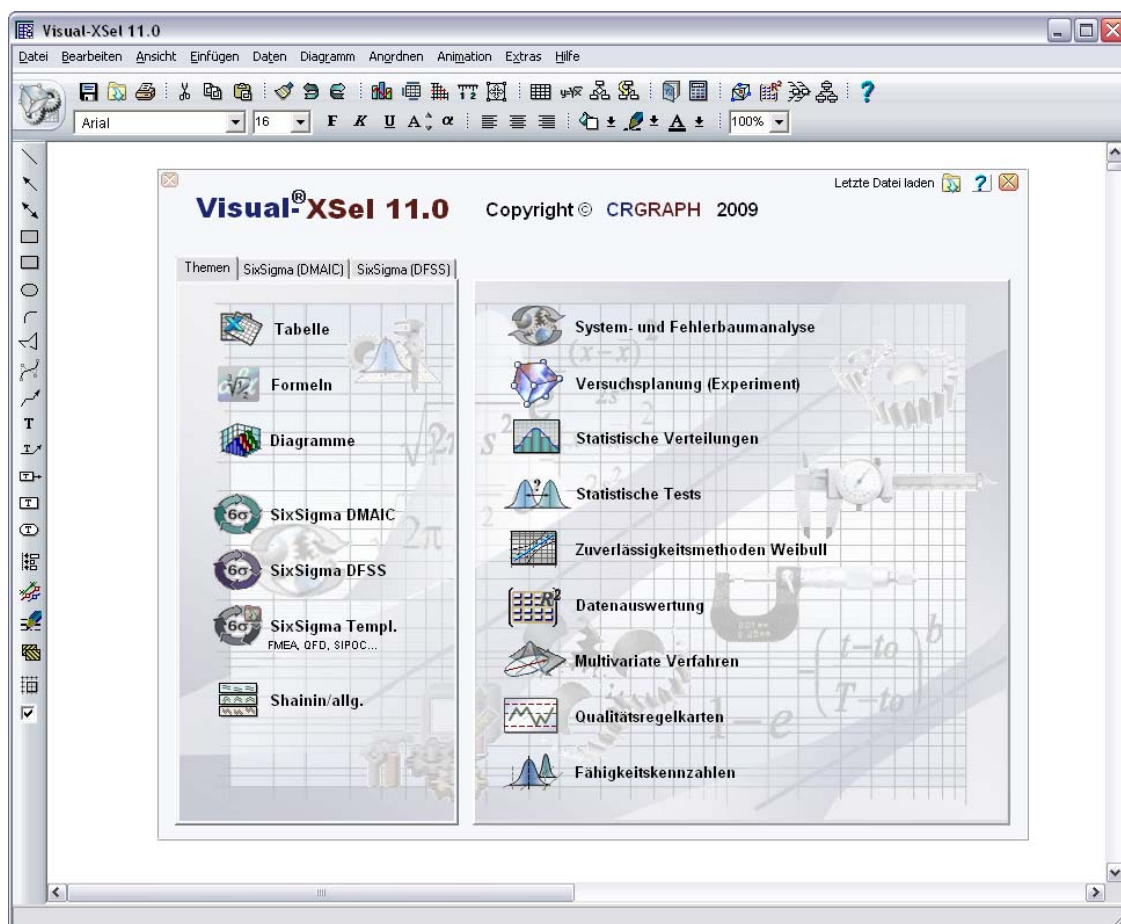 Visual-XSel 11.0
Datei Bearbeiten Ansicht Einfügen Daten Diagramm Anordnen Animation Extras Hilfe
Arial 16 F K U A α 100%
Letzte Datei laden
Visual-®XSel 11.0 Copyright © CRGRAPH 2009
Themen SixSigma (DMAIC) SixSigma (DFSS)
Tabelle
Formeln
Diagramme
6σ SixSigma DMAIC
6σ SixSigma DFSS
6σ SixSigma Templ.
FMEA, QFD, SIPOC...
Shainin/allg.
System- und Fehlerbaumanalyse
Versuchsplanung (Experiment)
Statistische Verteilungen
Statistische Tests
Zuverlässigkeitsmethoden Weibull
Datenauswertung
Multivariate Verfahren
Qualitätsregelkarten
Fähigkeitskennzahlen